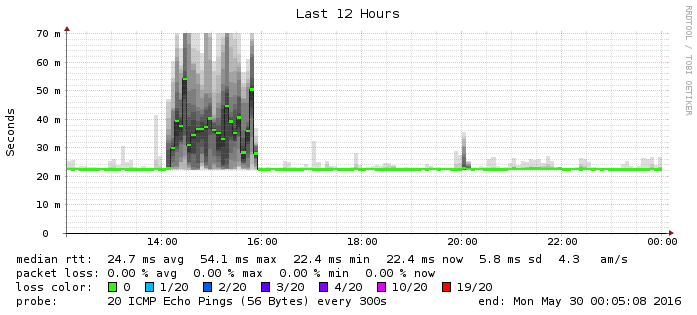 Last 12 Hours
RRDTOOL / TOBI OETIKER
Seconds
70 m
60 m
50 m
40 m
30 m
20 m
10 m
0
14:00 16:00 18:00 20:00 22:00 00:00
median rtt: 24.7 ms avg 54.1 ms max 22.4 ms min 22.4 ms now 5.8 ms sd 4.3 am/s
packet loss: 0.00 % avg 0.00 % max 0.00 % min 0.00 % now
loss color: 0 1/20 2/20 3/20 4/20 10/20 19/20
probe: 20 ICMP Echo Pings (56 Bytes) every 300s end: Mon May 30 00:05:08 2016